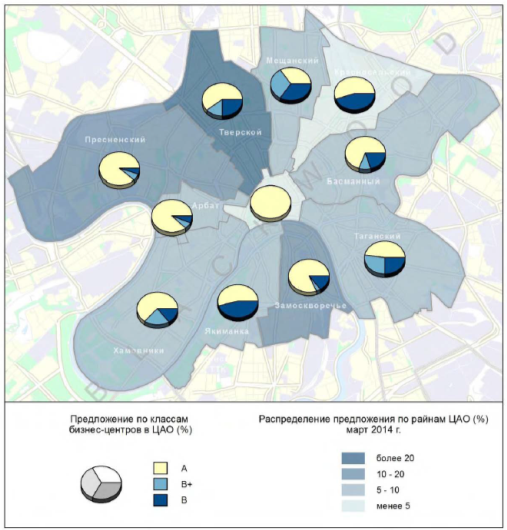 Мещанский
Тверской
Пресненский
Басманный
Арбат
Таганский
Замоскворечье
Якиманка
Хамовники
Предложение по классам
бизнес-центров в ЦАО (%)
A
B+
B
Распределение предложения по райнам ЦАО (%)
март 2014 г.
более 20
10 - 20
5 - 10
менее 5